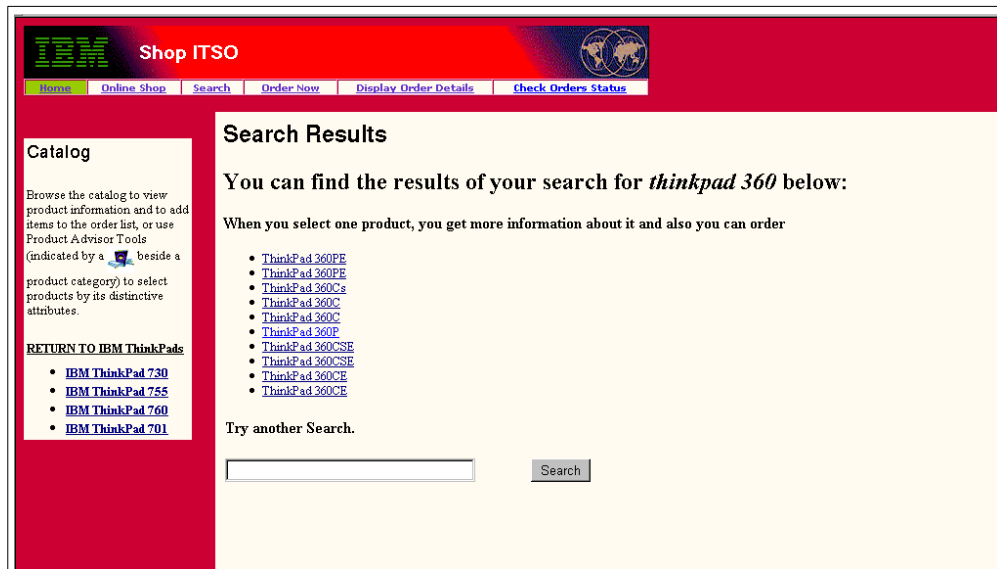 IBM Shop ITSO
Home Online Shop Search Order Now Display Order Details Check Orders Status
Catalog
Browse the catalog to view
product information and to add
items to the order list, or use
Product Advisor Tools
(indicated by a beside a
product category) to select
products by its distinctive
attributes.
RETURN TO IBM ThinkPads
IBM ThinkPad 730
IBM ThinkPad 755
IBM ThinkPad 760
IBM ThinkPad 701
Search Results
You can find the results of your search for thinkpad 360 below:
When you select one product, you get more information about it and also you can order
ThinkPad 360PE
ThinkPad 360PE
ThinkPad 360Cs
ThinkPad 360C
ThinkPad 360C
ThinkPad 360P
ThinkPad 360CSE
ThinkPad 360CSE
ThinkPad 360CE
ThinkPad 360CE
Try another Search.
Search